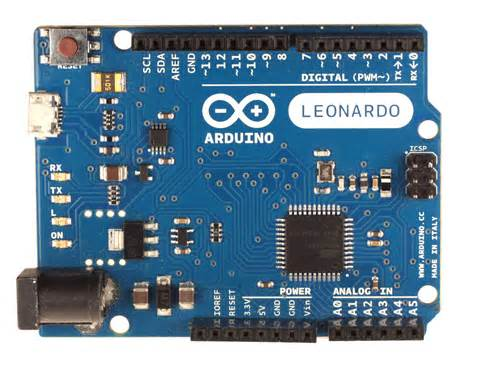 RESET
SCL
SDA
AREF
GND
~13
12
~11
~10
~9
8
7
~6
~5
4
~3
2
TX→1
RX←0
DIGITAL (PWM~)
ARDUINO
LEONARDO
ICSP
RX
TX
L
ON
WWW.ARDUINO.CC
MADE IN ITALY
POWER
ANALOG IN
IOREF
RESET
3.3V
5V
GND
GND
Vin
A0
A1
A2
A3
A4
A5